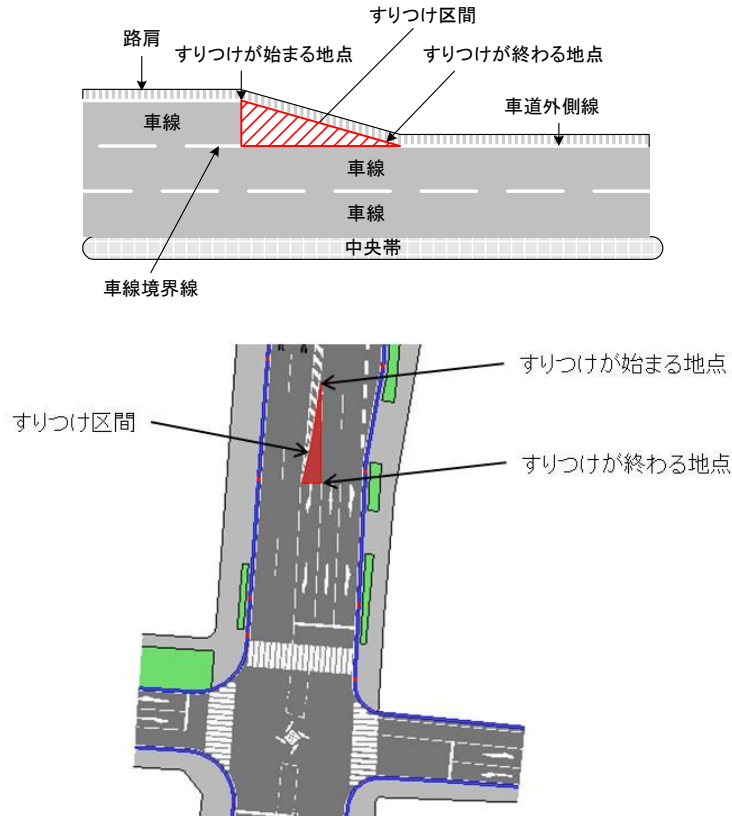 すりつけ区間
路肩
すりつけが始まる地点
すりつけが終わる地点
車道外側線
車線
車線
車線
中央帯
車線境界線
すりつけが始まる地点
すりつけ区間
すりつけが終わる地点